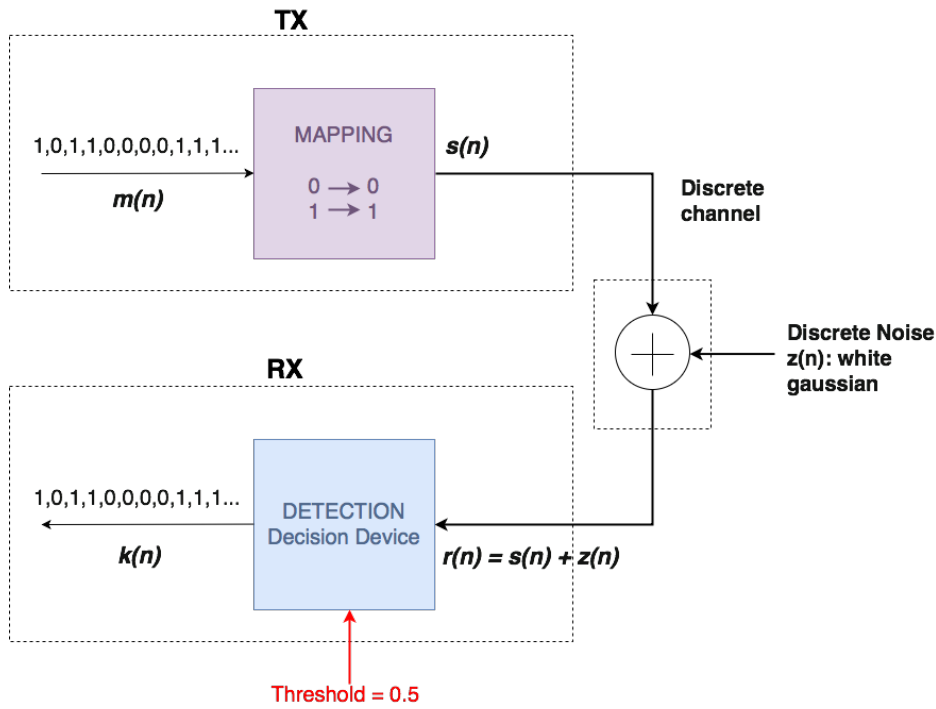 TX
1,0,1,1,0,0,0,0,1,1,1...
m(n)
MAPPING
0 → 0
1 → 1
s(n)
Discrete
channel
Discrete Noise
z(n): white
gaussian
RX
1,0,1,1,0,0,0,0,1,1,1...
k(n)
DETECTION
Decision Device
r(n) = s(n) + z(n)
Threshold = 0.5